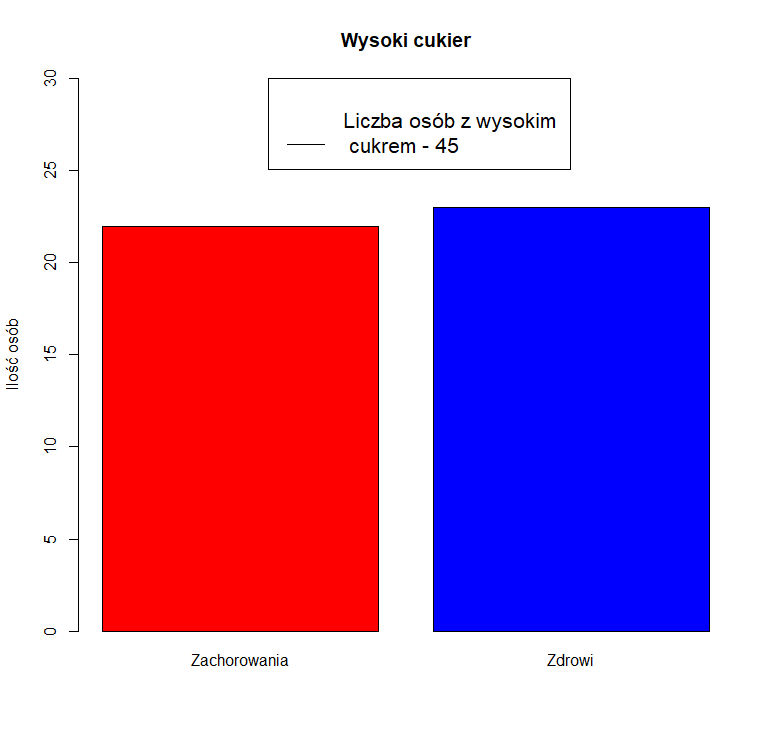 Wysoki cukier
Liczba osób z wysokim
cukrem - 45
Ilość osób
30
25
20
15
10
5
0
Zachorowania
Zdrowi